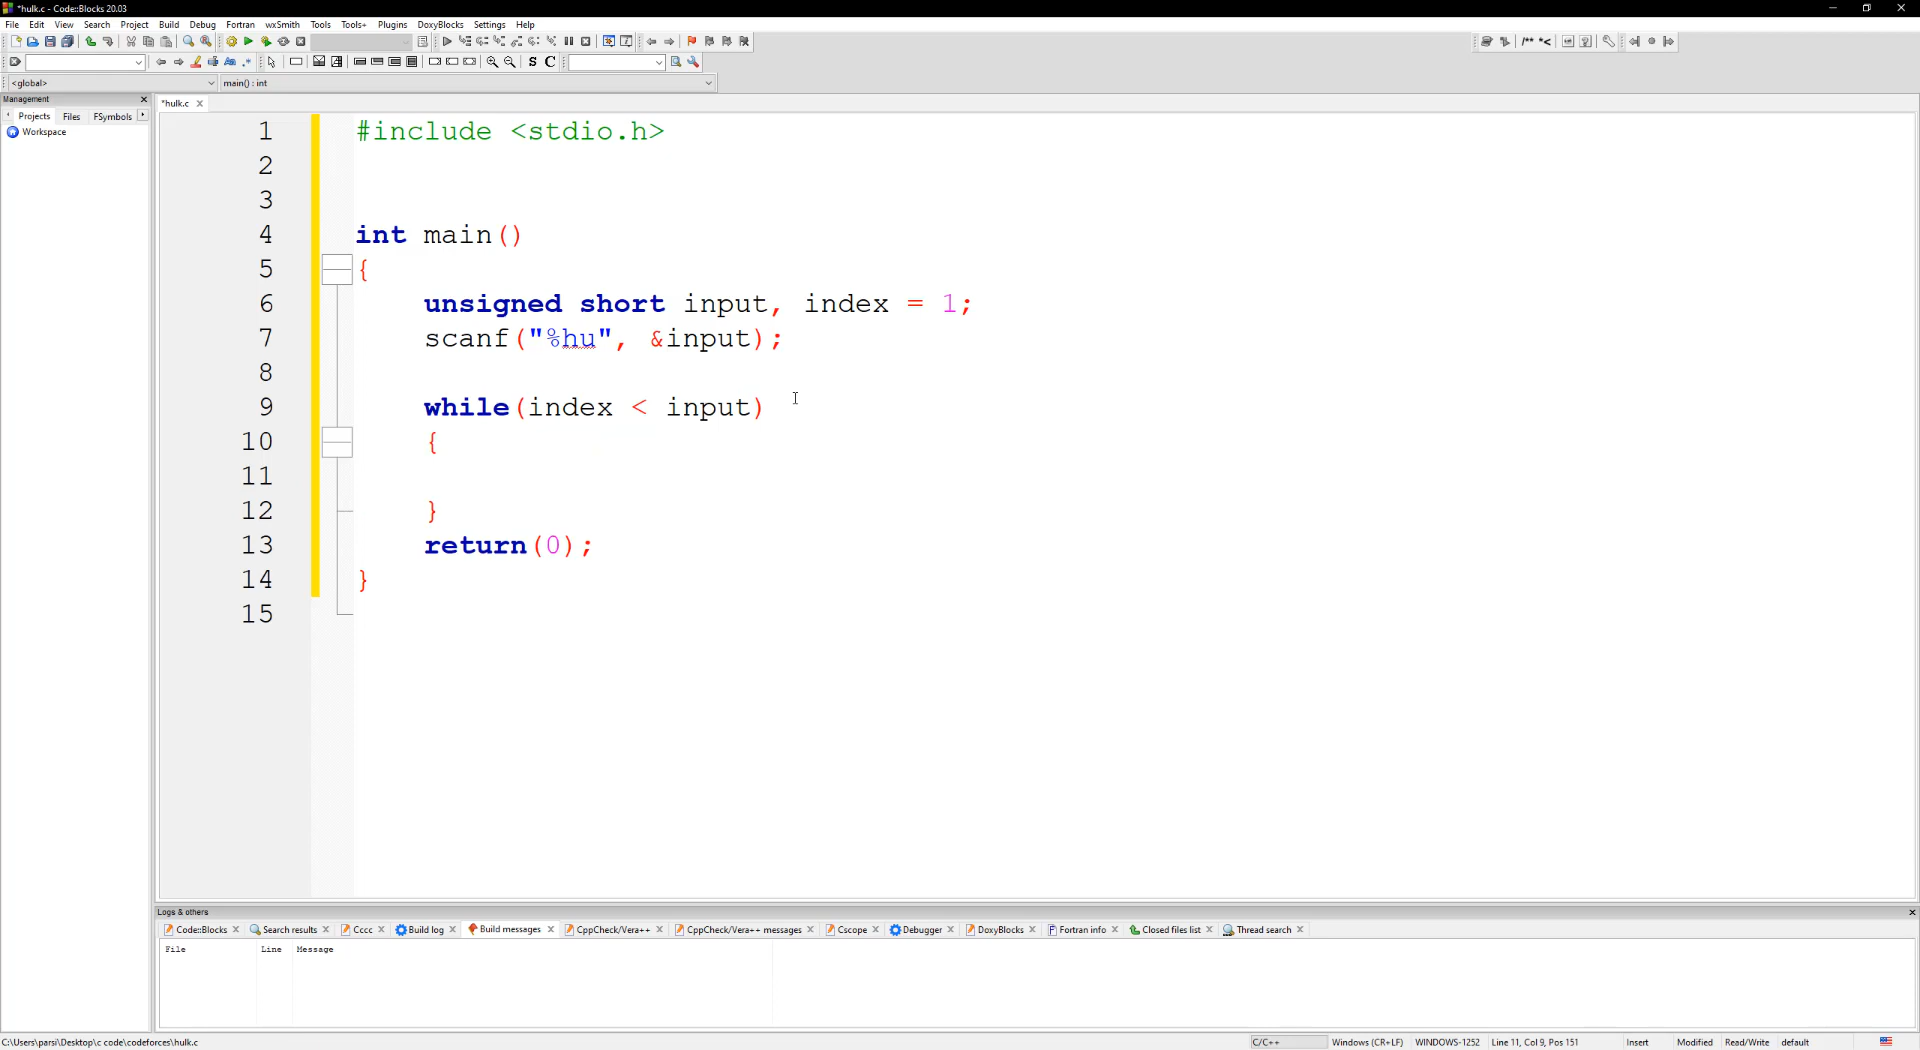 *hulk.c - Code::Blocks 20.03
File Edit View Search Project Build Debug Fortran wxSmith Tools Tools+ Plugins DoxyBlocks Settings Help
/** *<
S C
<global> main() : int
Management
*hulk.c
Projects Files FSymbols
Workspace
1 #include <stdio.h>
2
3
4 int main()
5 {
6 unsigned short input, index = 1;
7 scanf("%hu", &input);
8
9 while(index < input)
10 {
11
12 }
13 return(0);
14 }
15
Logs & others
Code::Blocks Search results Cccc Build log Build messages CppCheck/Vera++ CppCheck/Vera++ messages Cscope Debugger DoxyBlocks Fortran info Closed files list Thread search
File Line Message
C:\Users\parsi\Desktop\c code\codeforces\hulk.c C/C++ Windows (CR+LF) WINDOWS-1252 Line 11, Col 9, Pos 151 Insert Modified Read/Write default